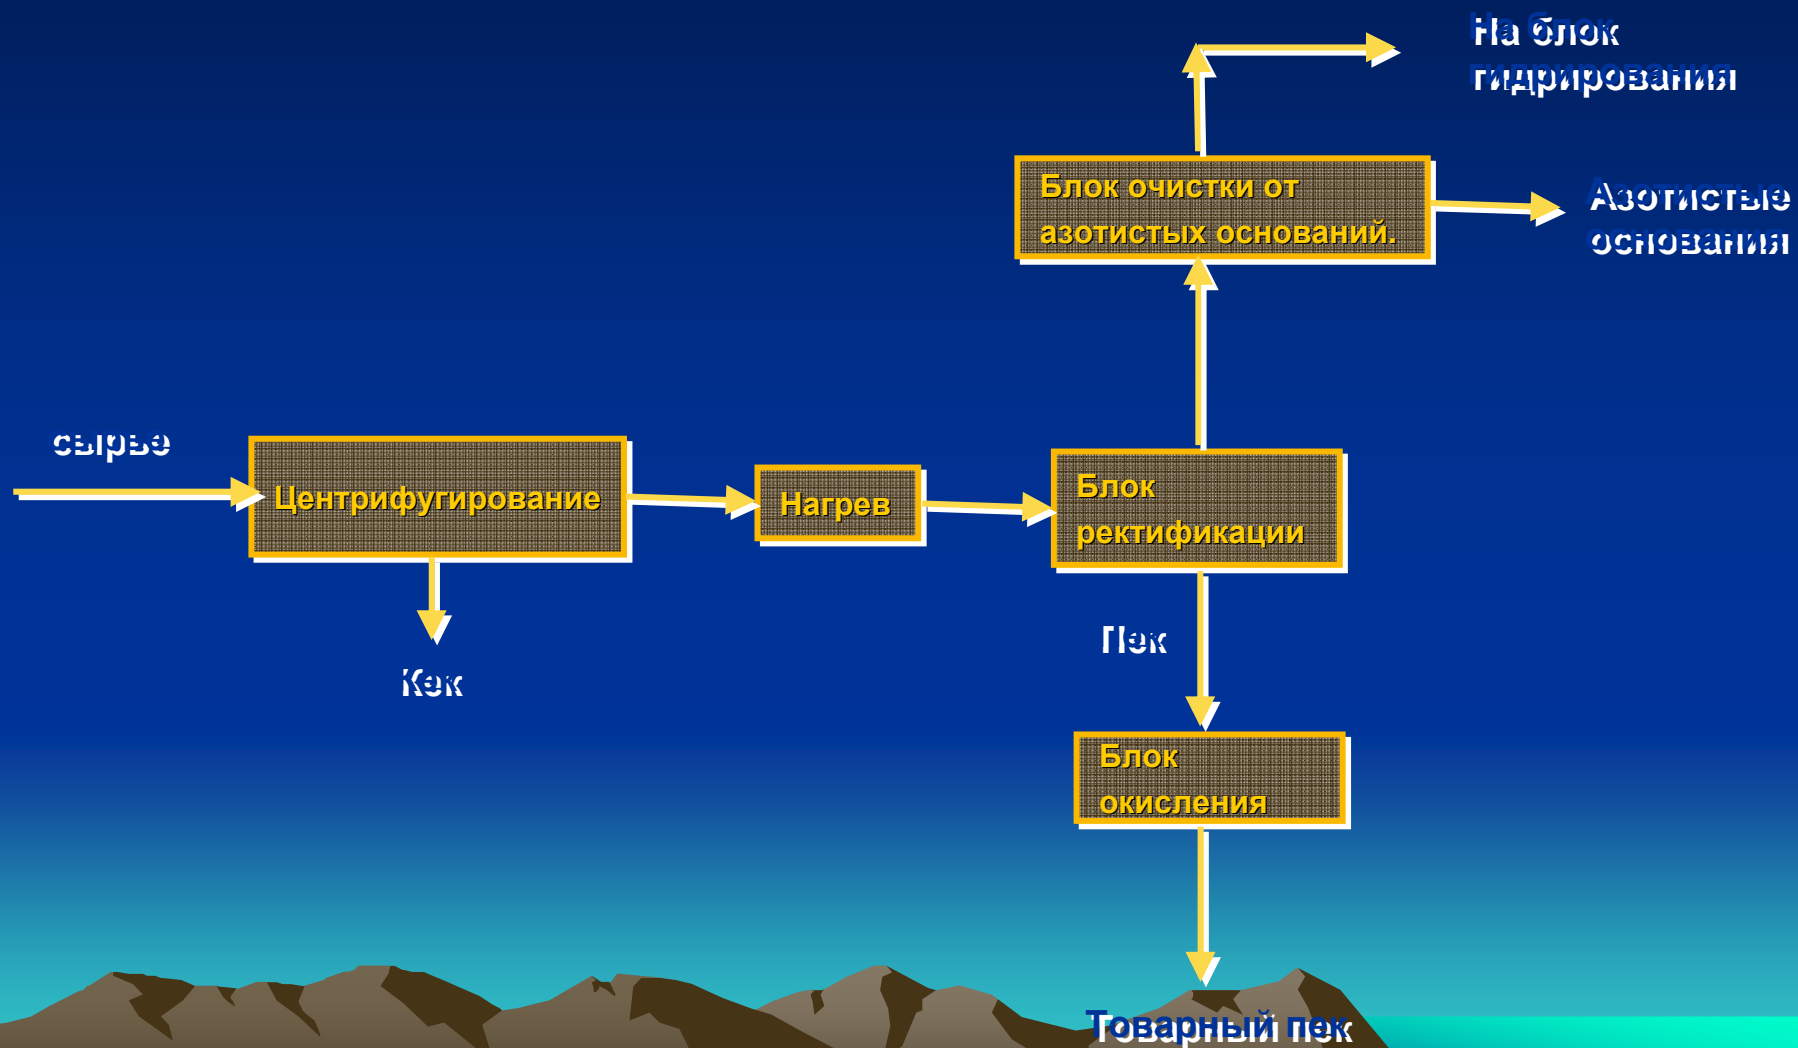 На блок
гидрирования
Блок очистки от
азотистых оснований.
Азотистые
основания
сырье
Центрифугирование
Нагрев
Блок
ректификации
Кек
Пек
Блок
окисления
Товарный пек